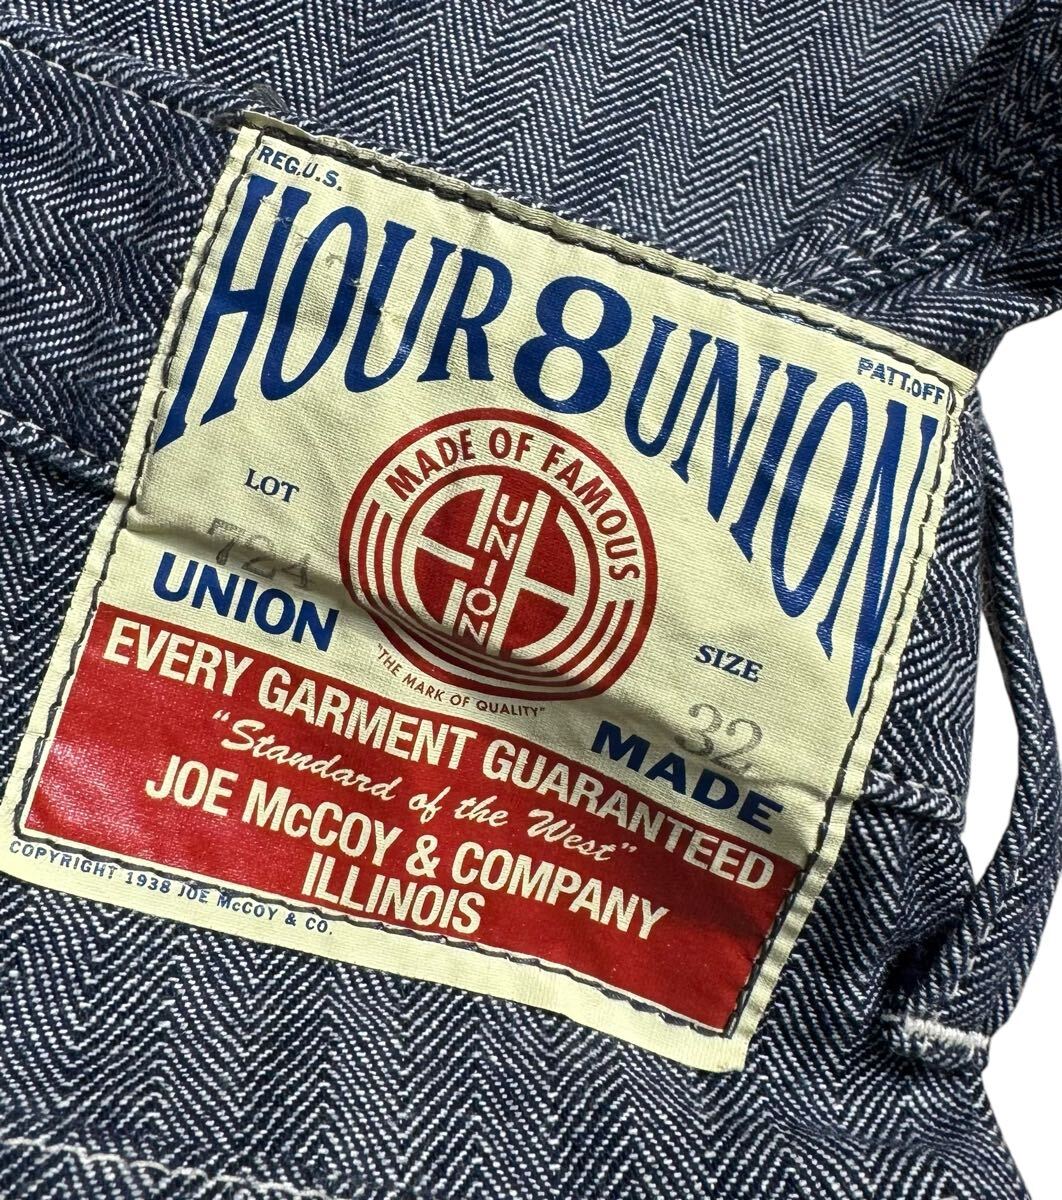 REG.U.S.
PATT.OFF
HOUR 8 UNION
MADE OF FAMOUS
UNION
"THE MARK OF QUALITY"
LOT
724
SIZE
32
UNION MADE
EVERY GARMENT GUARANTEED
"Standard of the West"
JOE McCOY & COMPANY
ILLINOIS
COPYRIGHT 1938 JOE McCOY & CO.